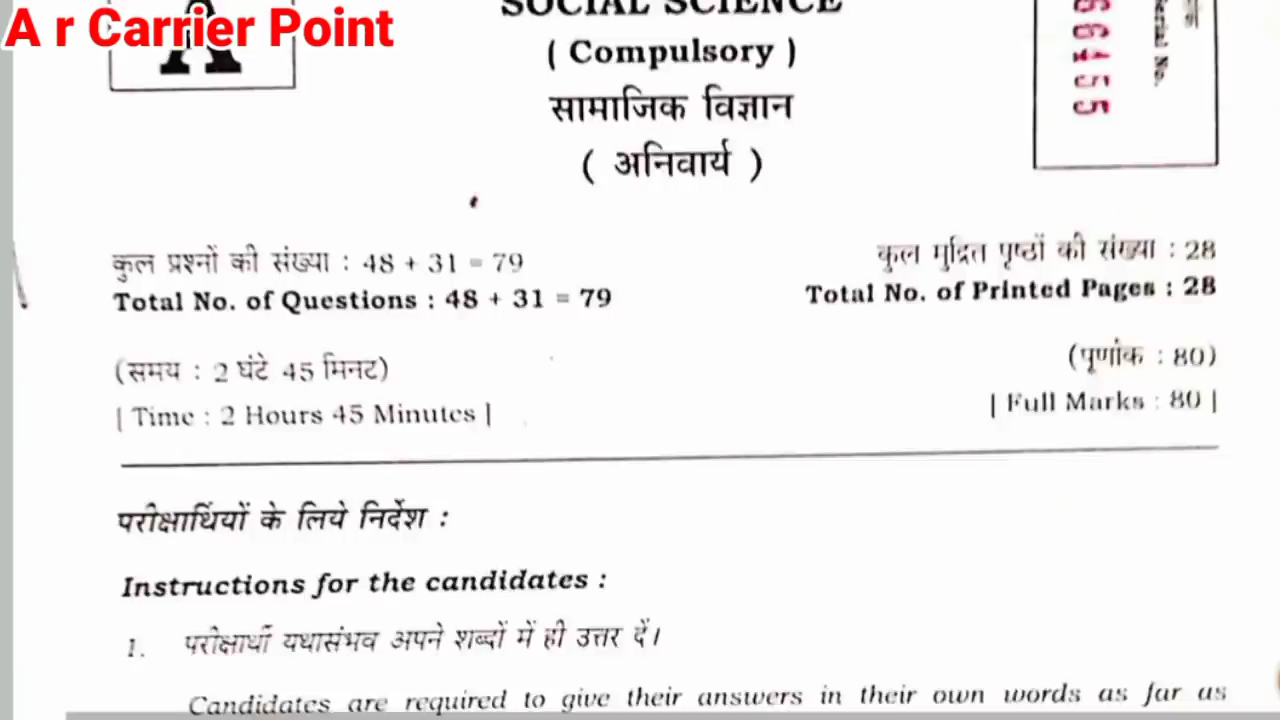 A r Carrier Point
A
SOCIAL SCIENCE
( Compulsory )
सामाजिक विज्ञान
( अनिवार्य )
Serial No.
66455
कुल प्रश्नों की संख्या : 48 + 31 = 79
Total No. of Questions : 48 + 31 = 79
कुल मुद्रित पृष्ठों की संख्या : 28
Total No. of Printed Pages : 28
(समय : 2 घंटे 45 मिनट)
| Time : 2 Hours 45 Minutes |
(पूर्णांक : 80)
| Full Marks : 80 |
परीक्षार्थियों के लिये निर्देश :
Instructions for the candidates :
1. परीक्षार्थी यथासंभव अपने शब्दों में ही उत्तर दें।
Candidates are required to give their answers in their own words as far as